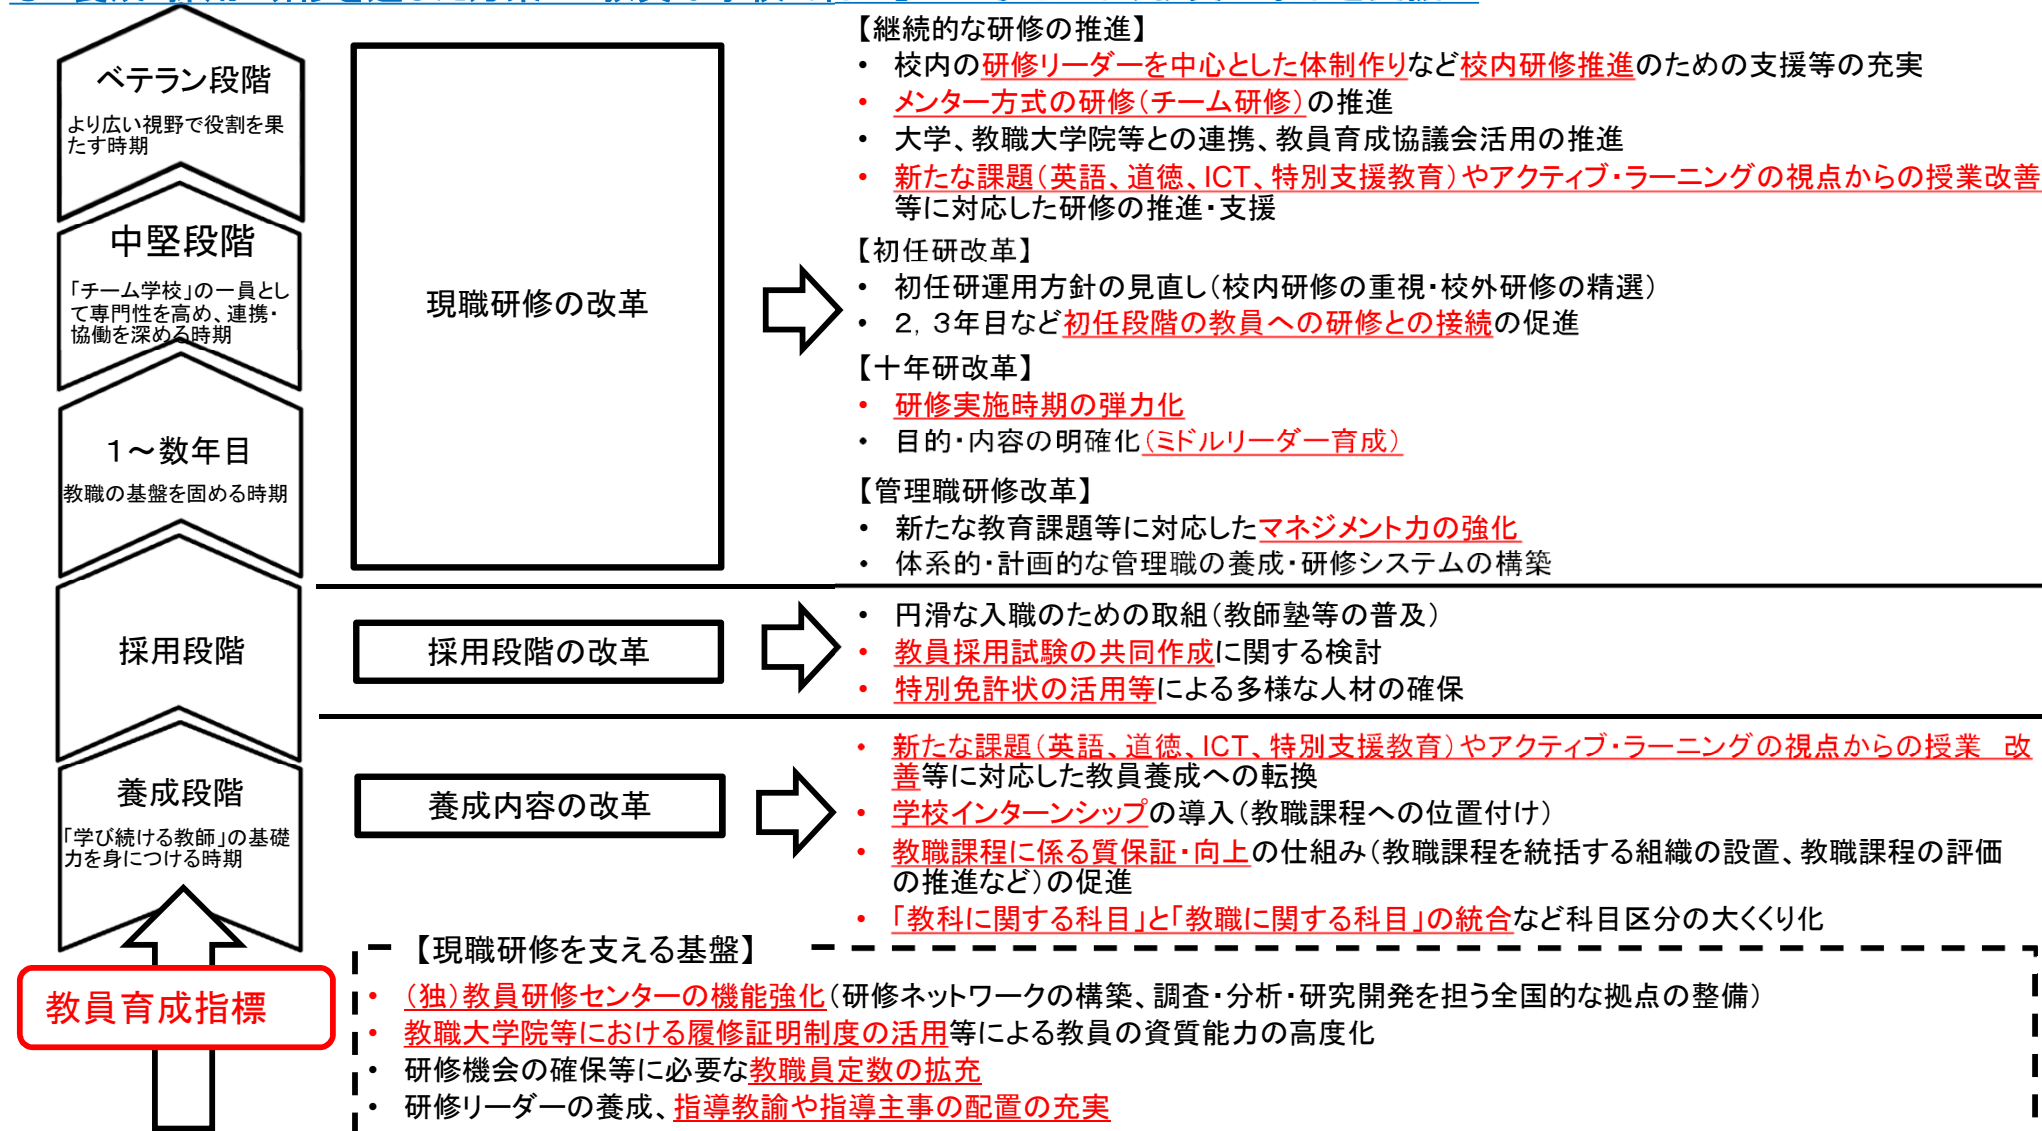 ベテラン段階
より広い視野で役割を果
たす時期
中堅段階
「チーム学校」の一員とし
て専門性を高め、連携・
協働を深める時期
1～数年目
教職の基盤を固める時期
採用段階
養成段階
「学び続ける教師」の基礎
力を身につける時期
教員育成指標
現職研修の改革
【継続的な研修の推進】
・ 校内の研修リーダーを中心とした体制作りなど校内研修推進のための支援等の充実
・ メンター方式の研修（チーム研修）の推進
・ 大学、教職大学院等との連携、教員育成協議会活用の推進
・ 新たな課題（英語、道徳、ICT、特別支援教育）やアクティブ・ラーニングの視点からの授業改善
等に対応した研修の推進・支援
【初任研改革】
・ 初任研運用方針の見直し（校内研修の重視・校外研修の精選）
・ 2，3年目など初任段階の教員への研修との接続の促進
【十年研改革】
・ 研修実施時期の弾力化
・ 目的・内容の明確化（ミドルリーダー育成）
【管理職研修改革】
・ 新たな教育課題等に対応したマネジメント力の強化
・ 体系的・計画的な管理職の養成・研修システムの構築
採用段階の改革
・ 円滑な入職のための取組（教師塾等の普及）
・ 教員採用試験の共同作成に関する検討
・ 特別免許状の活用等による多様な人材の確保
養成内容の改革
・ 新たな課題（英語、道徳、ICT、特別支援教育）やアクティブ・ラーニングの視点からの授業 改
善等に対応した教員養成への転換
・ 学校インターンシップの導入（教職課程への位置付け）
・ 教職課程に係る質保証・向上の仕組み（教職課程を統括する組織の設置、教職課程の評価
の推進など）の促進
・ 「教科に関する科目」と「教職に関する科目」の統合など科目区分の大くくり化
【現職研修を支える基盤】
・ （独）教員研修センターの機能強化（研修ネットワークの構築、調査・分析・研究開発を担う全国的な拠点の整備）
・ 教職大学院等における履修証明制度の活用等による教員の資質能力の高度化
・ 研修機会の確保等に必要な教職員定数の拡充
・ 研修リーダーの養成、指導教諭や指導主事の配置の充実